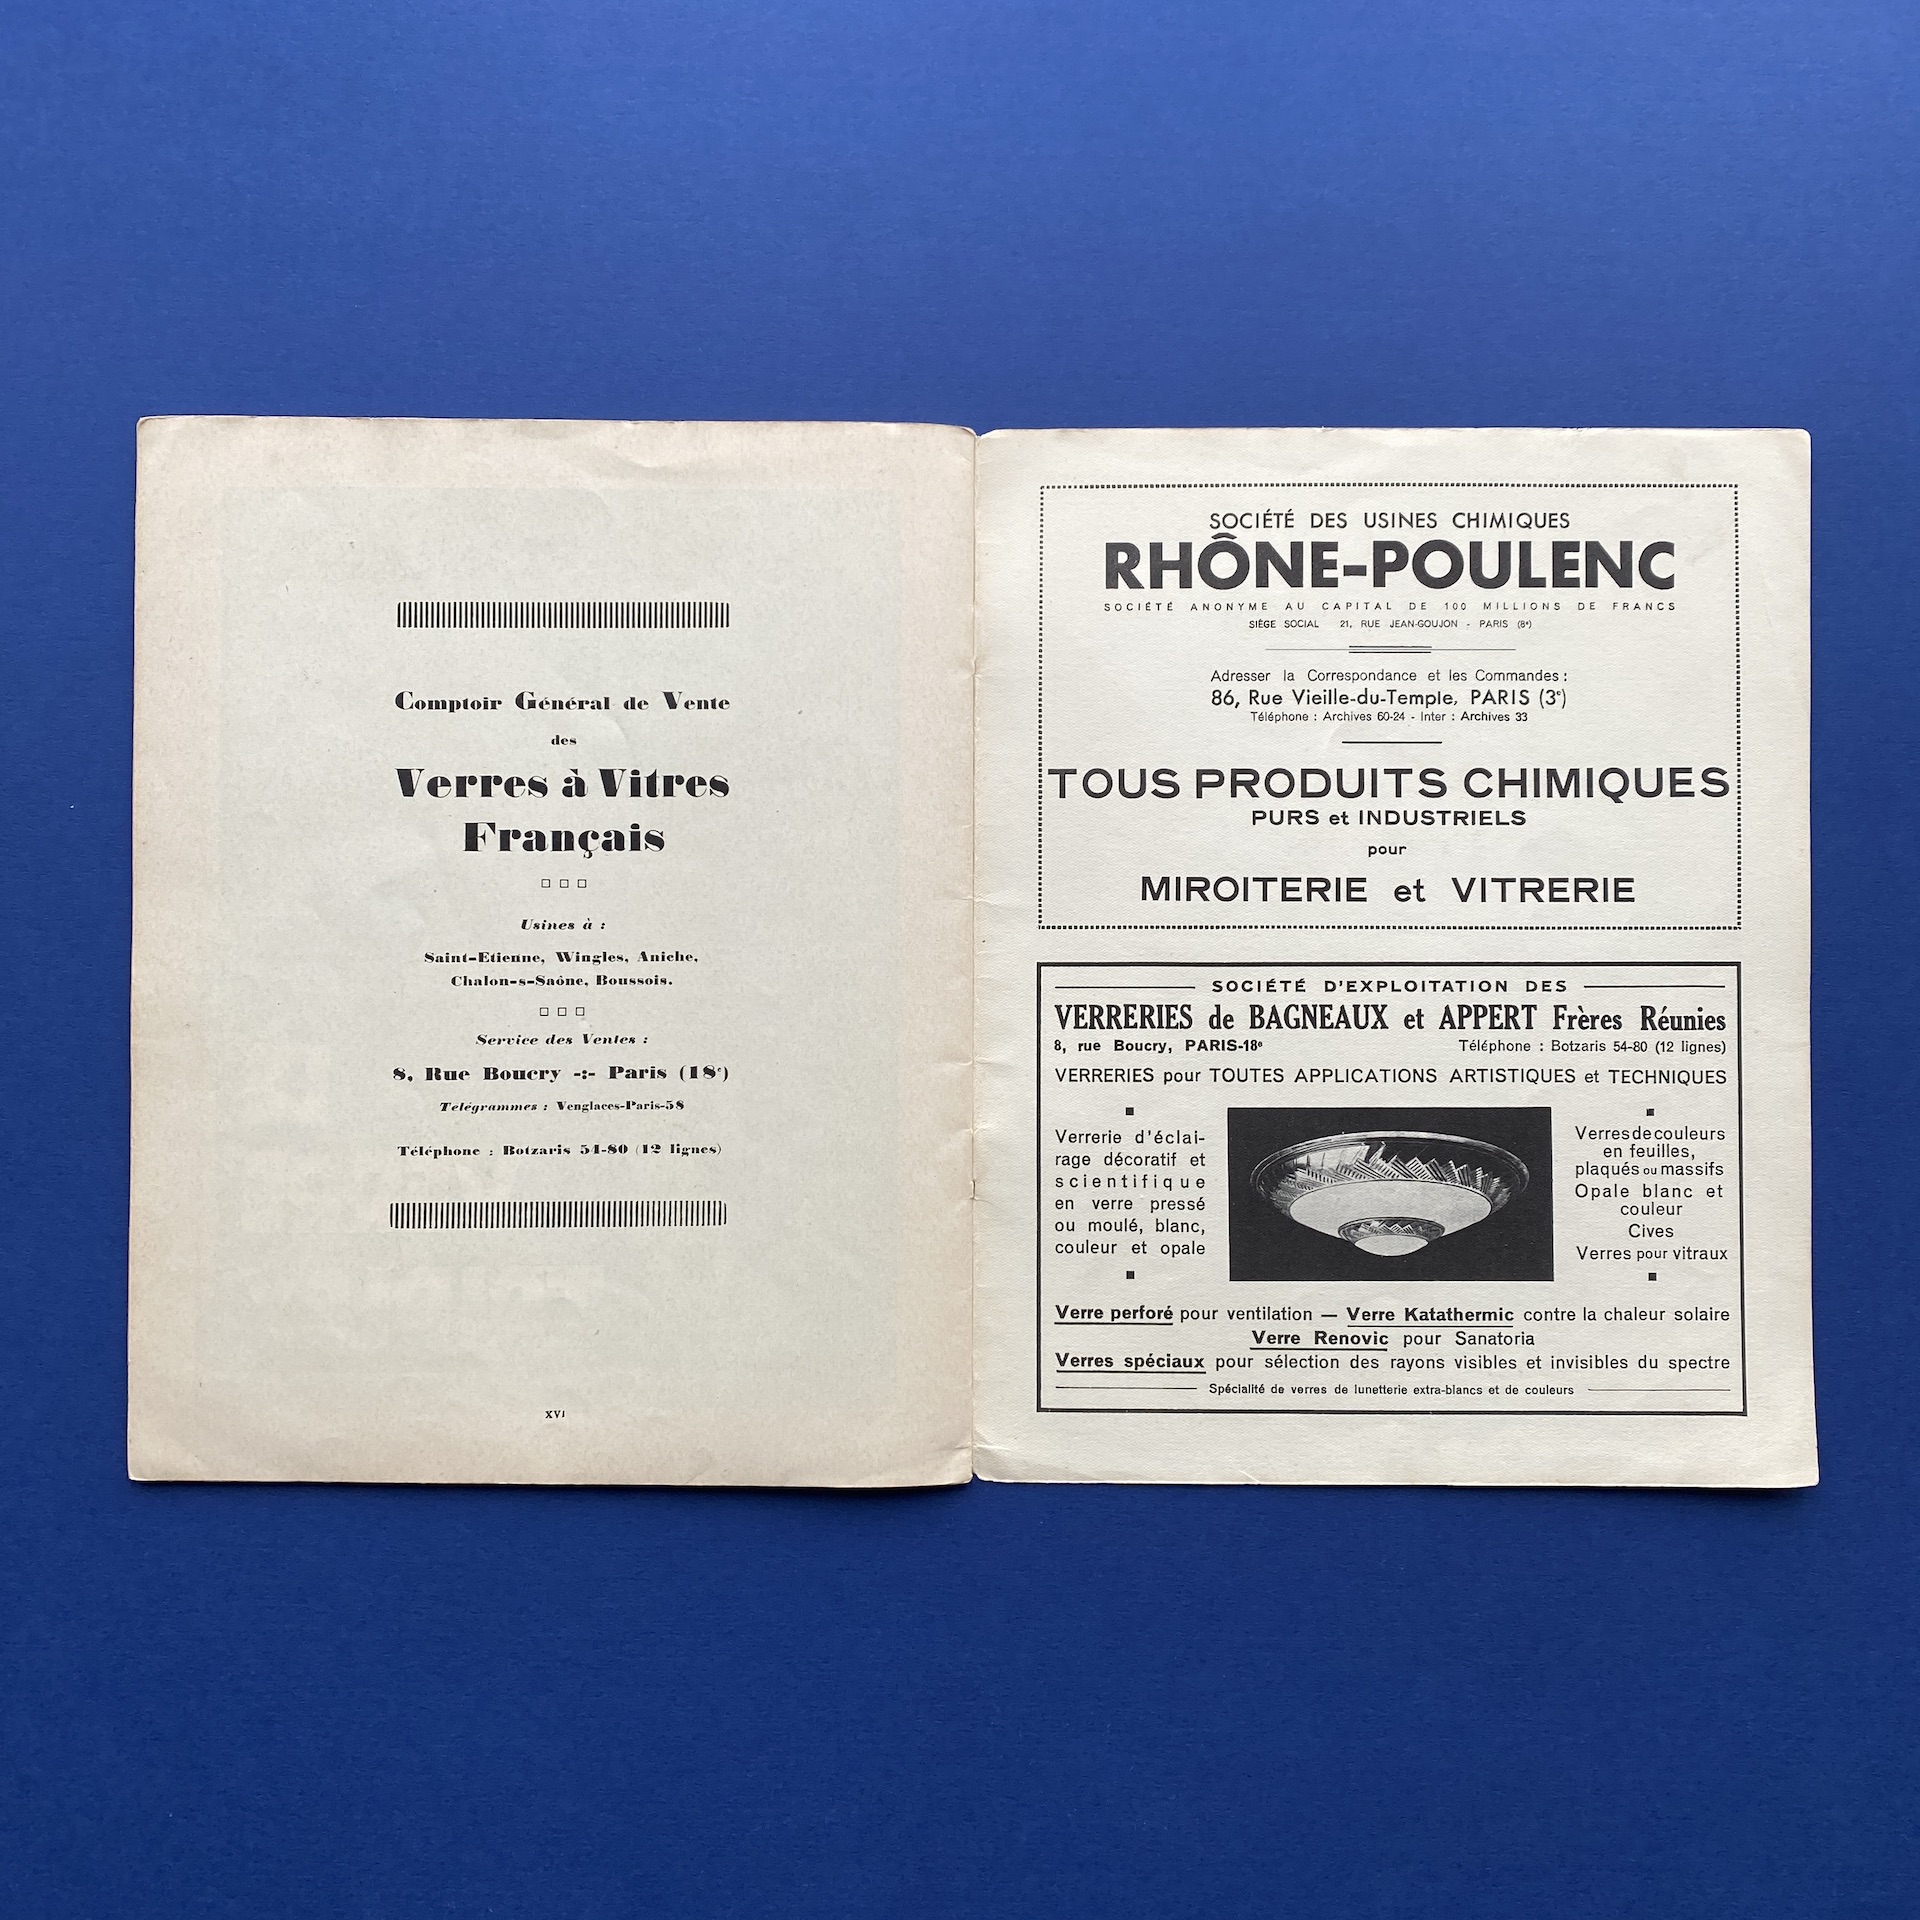 Comptoir Général de Vente
des
Verres à Vitres
Français
Usines à :
Saint-Etienne, Wingles, Aniche,
Chalon-s-Saône, Boussois.
Service des Ventes :
8, Rue Boucry -:- Paris (18e)
Telégrammes : Venglaces-Paris-58
Téléphone : Botzaris 54-80 (12 lignes)
XVI
SOCIÉTÉ DES USINES CHIMIQUES
RHÔNE-POULENC
SOCIÉTÉ ANONYME AU CAPITAL DE 100 MILLIONS DE FRANCS
SIÈGE SOCIAL 21, RUE JEAN-GOUJON - PARIS (8e)
Adresser la Correspondance et les Commandes :
86, Rue Vieille-du-Temple, PARIS (3e)
Téléphone : Archives 60-24 - Inter : Archives 33
TOUS PRODUITS CHIMIQUES
PURS et INDUSTRIELS
pour
MIROITERIE et VITRERIE
SOCIÉTÉ D'EXPLOITATION DES
VERRERIES de BAGNEAUX et APPERT Frères Réunies
8, rue Boucry, PARIS-18e Téléphone : Botzaris 54-80 (12 lignes)
VERRERIES pour TOUTES APPLICATIONS ARTISTIQUES et TECHNIQUES
Verrerie d'éclai-
rage décoratif et
scientifique
en verre pressé
ou moulé, blanc,
couleur et opale
Verres de couleurs
en feuilles,
plaqués ou massifs
Opale blanc et
couleur
Cives
Verres pour vitraux
Verre perforé pour ventilation — Verre Katathermic contre la chaleur solaire
Verre Renovic pour Sanatoria
Verres spéciaux pour sélection des rayons visibles et invisibles du spectre
Spécialité de verres de lunetterie extra-blancs et de couleurs